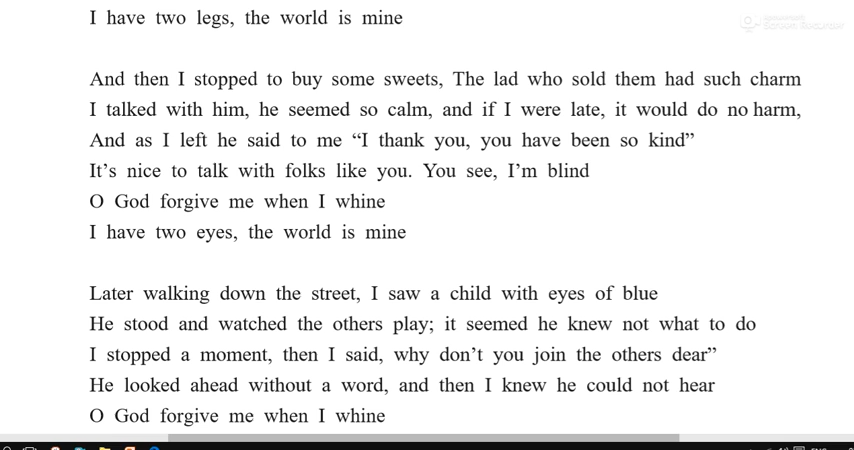 I have two legs, the world is mine
And then I stopped to buy some sweets, The lad who sold them had such charm
I talked with him, he seemed so calm, and if I were late, it would do no harm,
And as I left he said to me “I thank you, you have been so kind”
It’s nice to talk with folks like you. You see, I’m blind
O God forgive me when I whine
I have two eyes, the world is mine
Later walking down the street, I saw a child with eyes of blue
He stood and watched the others play; it seemed he knew not what to do
I stopped a moment, then I said, why don’t you join the others dear”
He looked ahead without a word, and then I knew he could not hear
O God forgive me when I whine